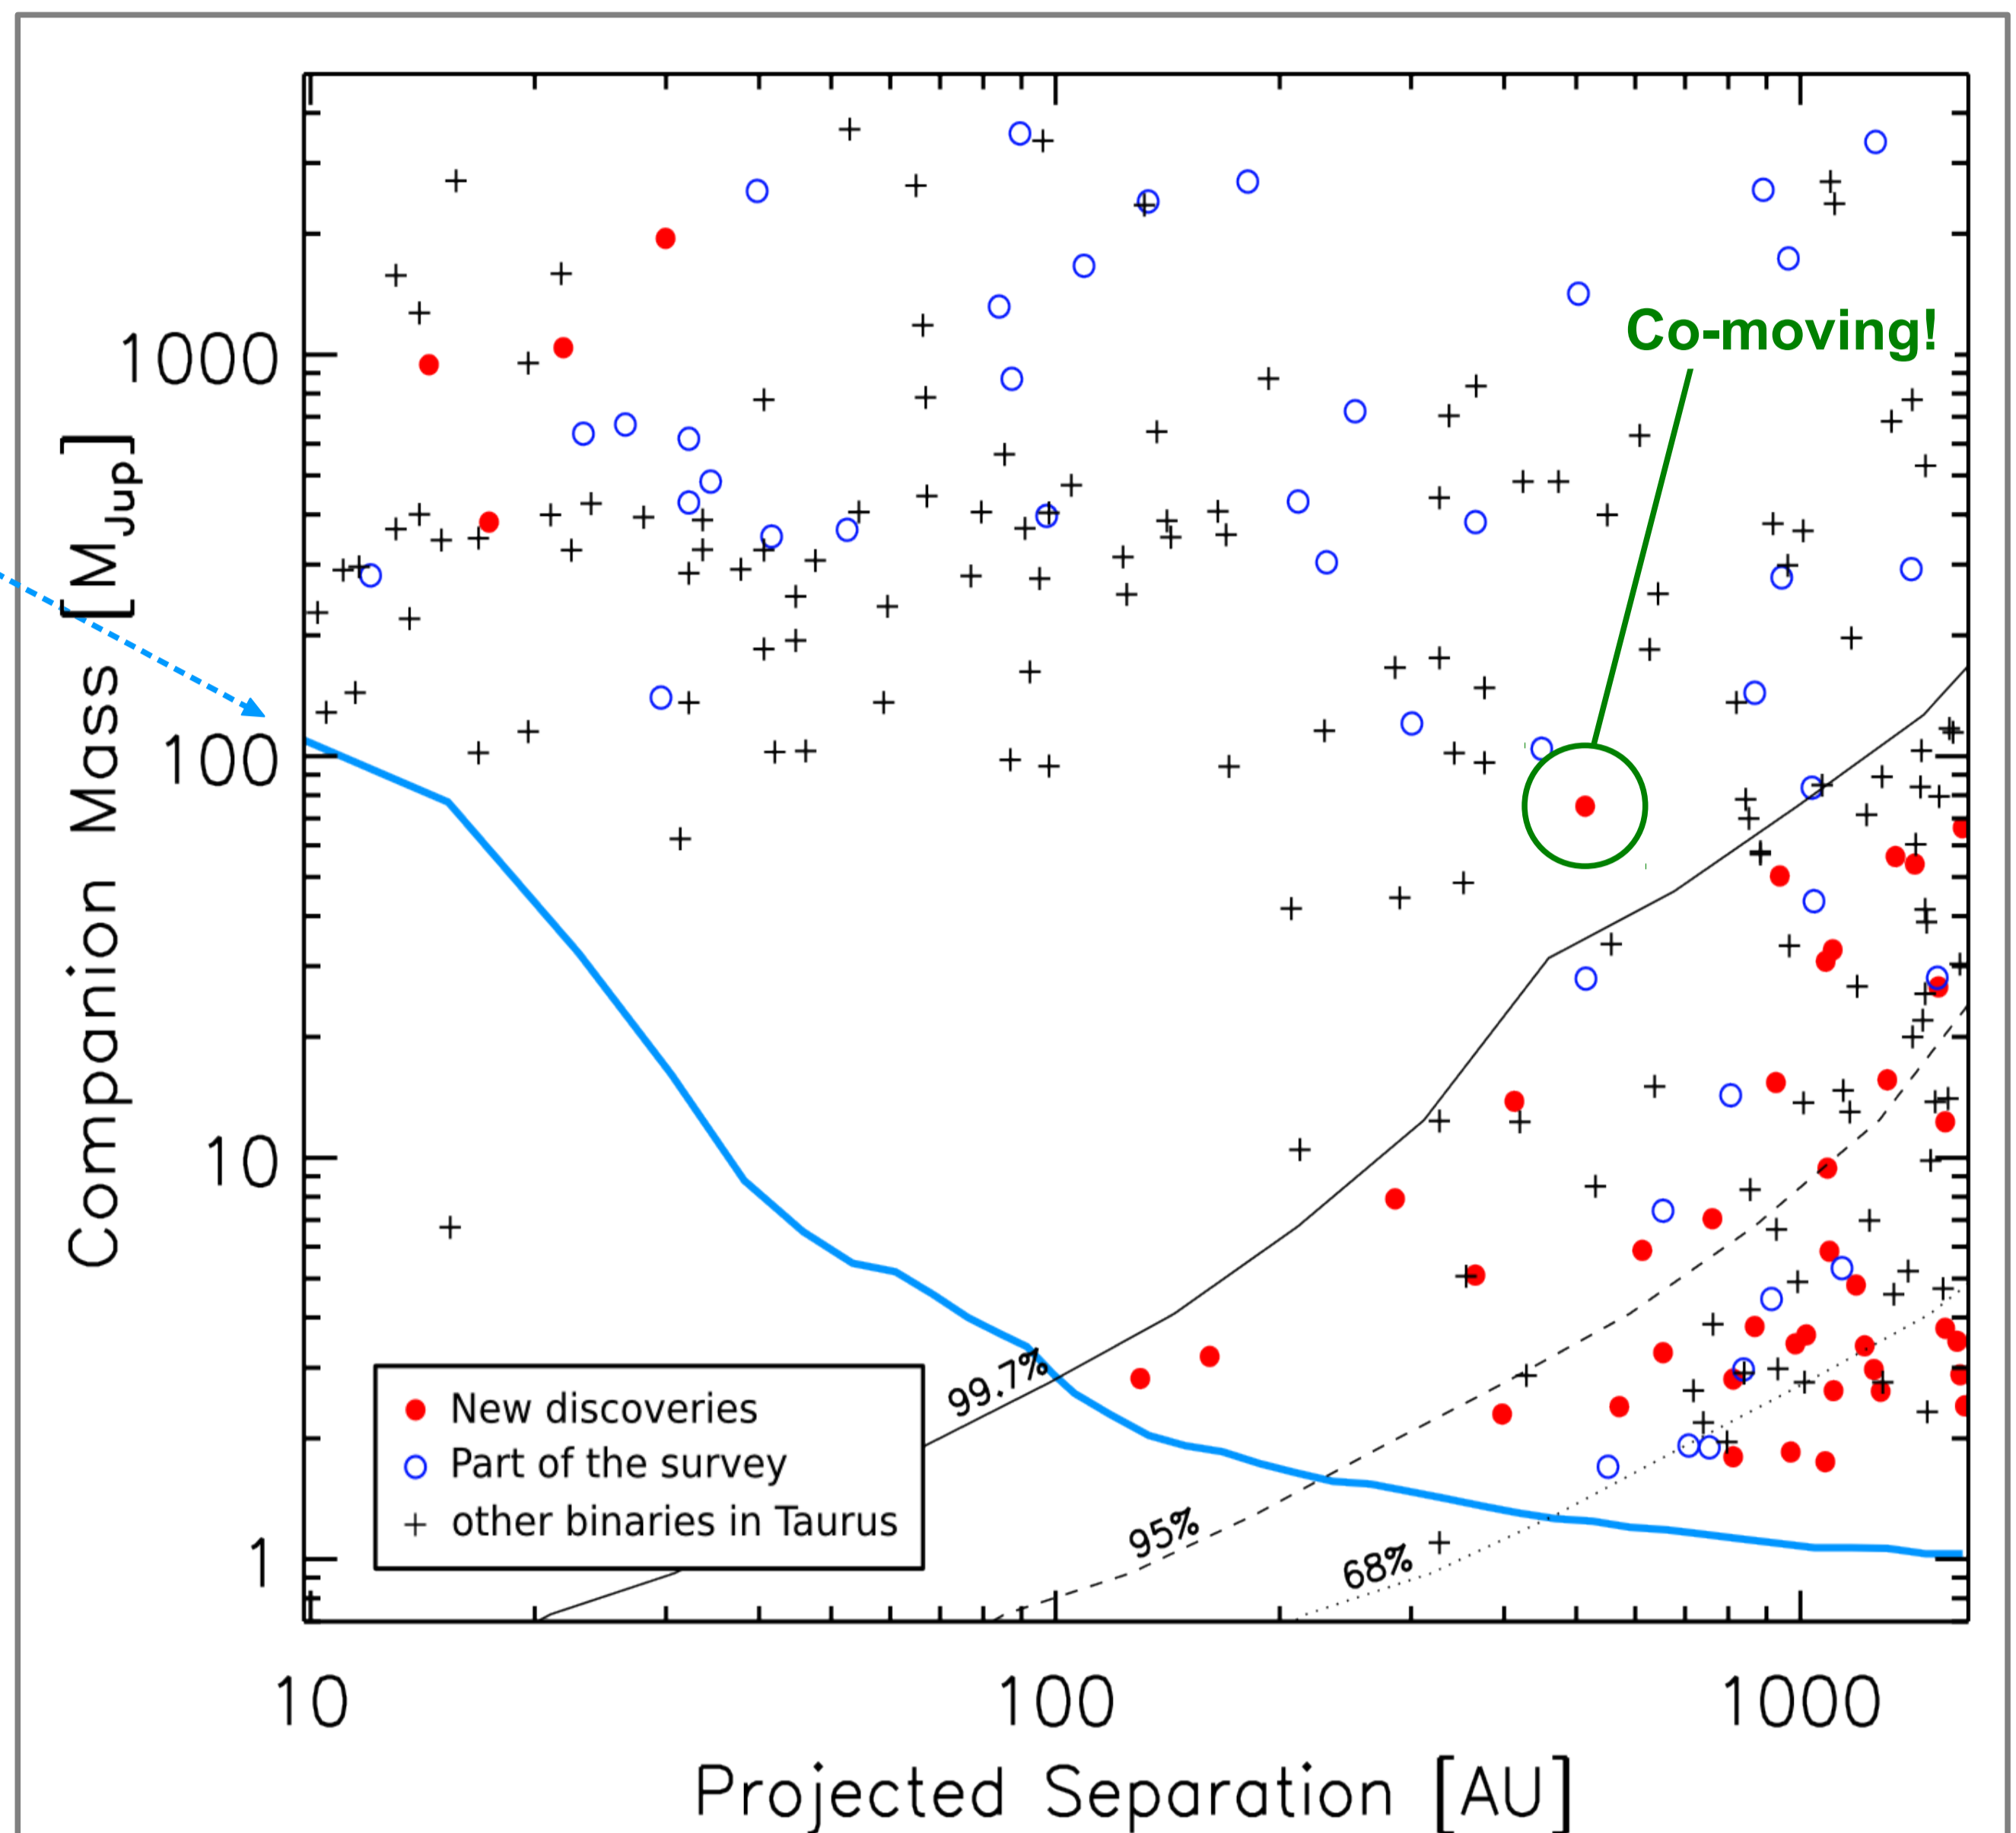 Co-moving!
1000
100
10
1
Companion Mass [MJup]
99.7%
95%
68%
New discoveries
Part of the survey
other binaries in Taurus
10
100
1000
Projected Separation [AU]